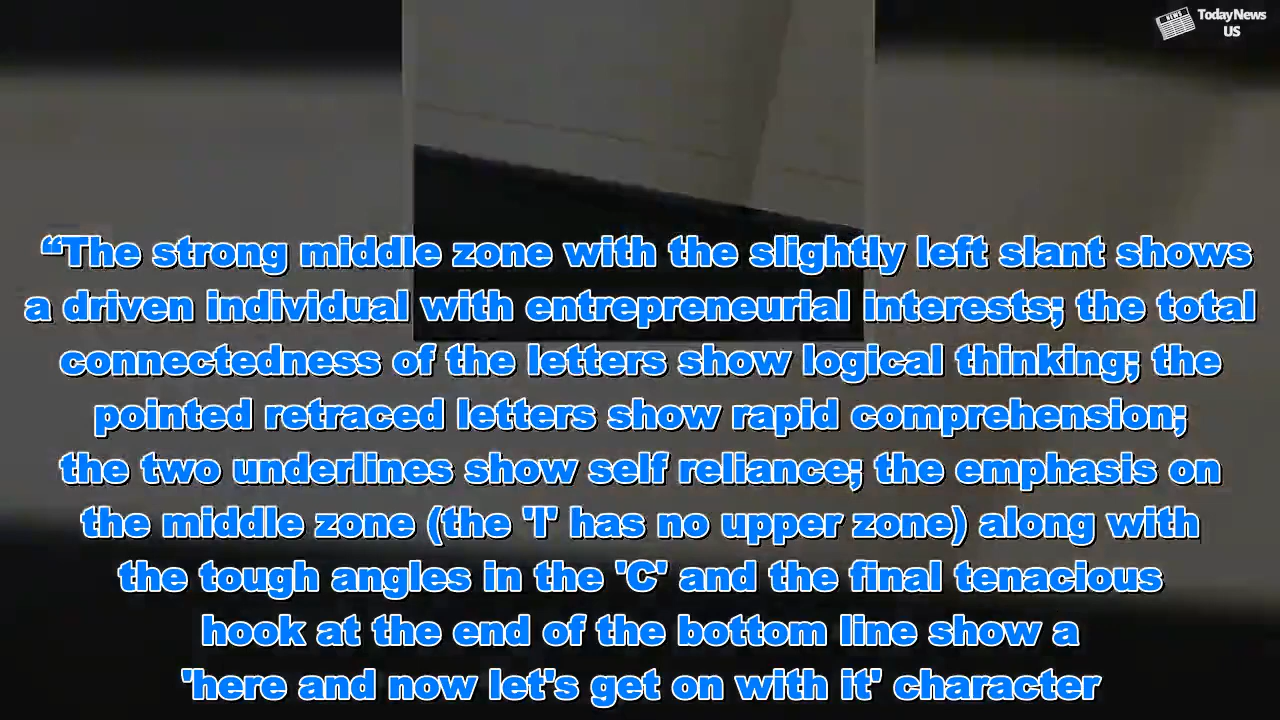 TodayNews
US
“The strong middle zone with the slightly left slant shows
a driven individual with entrepreneurial interests; the total
connectedness of the letters show logical thinking; the
pointed retraced letters show rapid comprehension;
the two underlines show self reliance; the emphasis on
the middle zone (the 'l' has no upper zone) along with
the tough angles in the 'C' and the final tenacious
hook at the end of the bottom line show a
'here and now let's get on with it' character